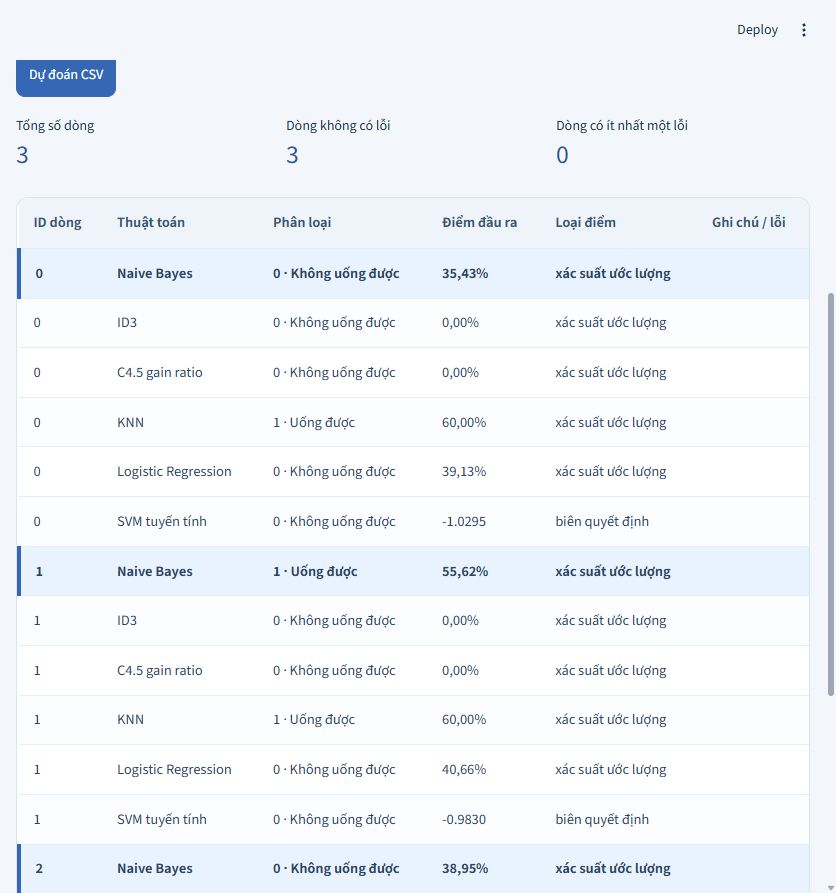 Deploy
Dự đoán CSV
Tổng số dòng Dòng không có lỗi Dòng có ít nhất một lỗi
3 3 0
ID dòng Thuật toán Phân loại Điểm đầu ra Loại điểm Ghi chú / lỗi
0 Naive Bayes 0 · Không uống được 35,43% xác suất ước lượng
0 ID3 0 · Không uống được 0,00% xác suất ước lượng
0 C4.5 gain ratio 0 · Không uống được 0,00% xác suất ước lượng
0 KNN 1 · Uống được 60,00% xác suất ước lượng
0 Logistic Regression 0 · Không uống được 39,13% xác suất ước lượng
0 SVM tuyến tính 0 · Không uống được -1.0295 biên quyết định
1 Naive Bayes 1 · Uống được 55,62% xác suất ước lượng
1 ID3 0 · Không uống được 0,00% xác suất ước lượng
1 C4.5 gain ratio 0 · Không uống được 0,00% xác suất ước lượng
1 KNN 1 · Uống được 60,00% xác suất ước lượng
1 Logistic Regression 0 · Không uống được 40,66% xác suất ước lượng
1 SVM tuyến tính 0 · Không uống được -0.9830 biên quyết định
2 Naive Bayes 0 · Không uống được 38,95% xác suất ước lượng